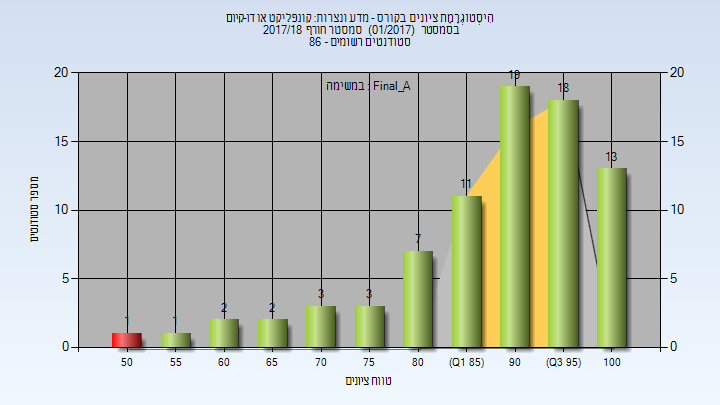 הִיסְטוֹגְרָמַת ציונים בקורס - מדע ונצרות: קונפליקט או דו-קיום
בסמסטר (01/2017) סמסטר חורף 2017/18
סטודנטים רשומים - 86
במשימה : Final_A
מספר סטודנטים
20 20
15 15
10 10
5 5
0 0
1 1 2 2 3 3 7 11 19 18 13
50 55 60 65 70 75 80 (Q1 85) 90 (Q3 95) 100
טווח ציונים